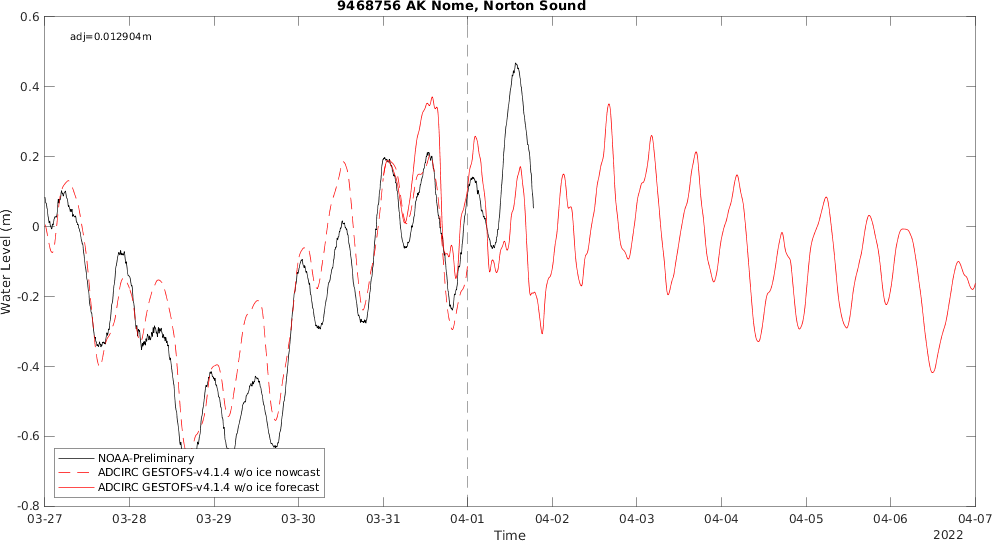 9468756 AK Nome, Norton Sound
adj=0.012904m
0.6
0.4
0.2
0
-0.2
-0.4
-0.6
-0.8
Water Level (m)
NOAA-Preliminary
ADCIRC GESTOFS-v4.1.4 w/o ice nowcast
ADCIRC GESTOFS-v4.1.4 w/o ice forecast
03-27 03-28 03-29 03-30 03-31 04-01 04-02 04-03 04-04 04-05 04-06 04-07
Time
2022